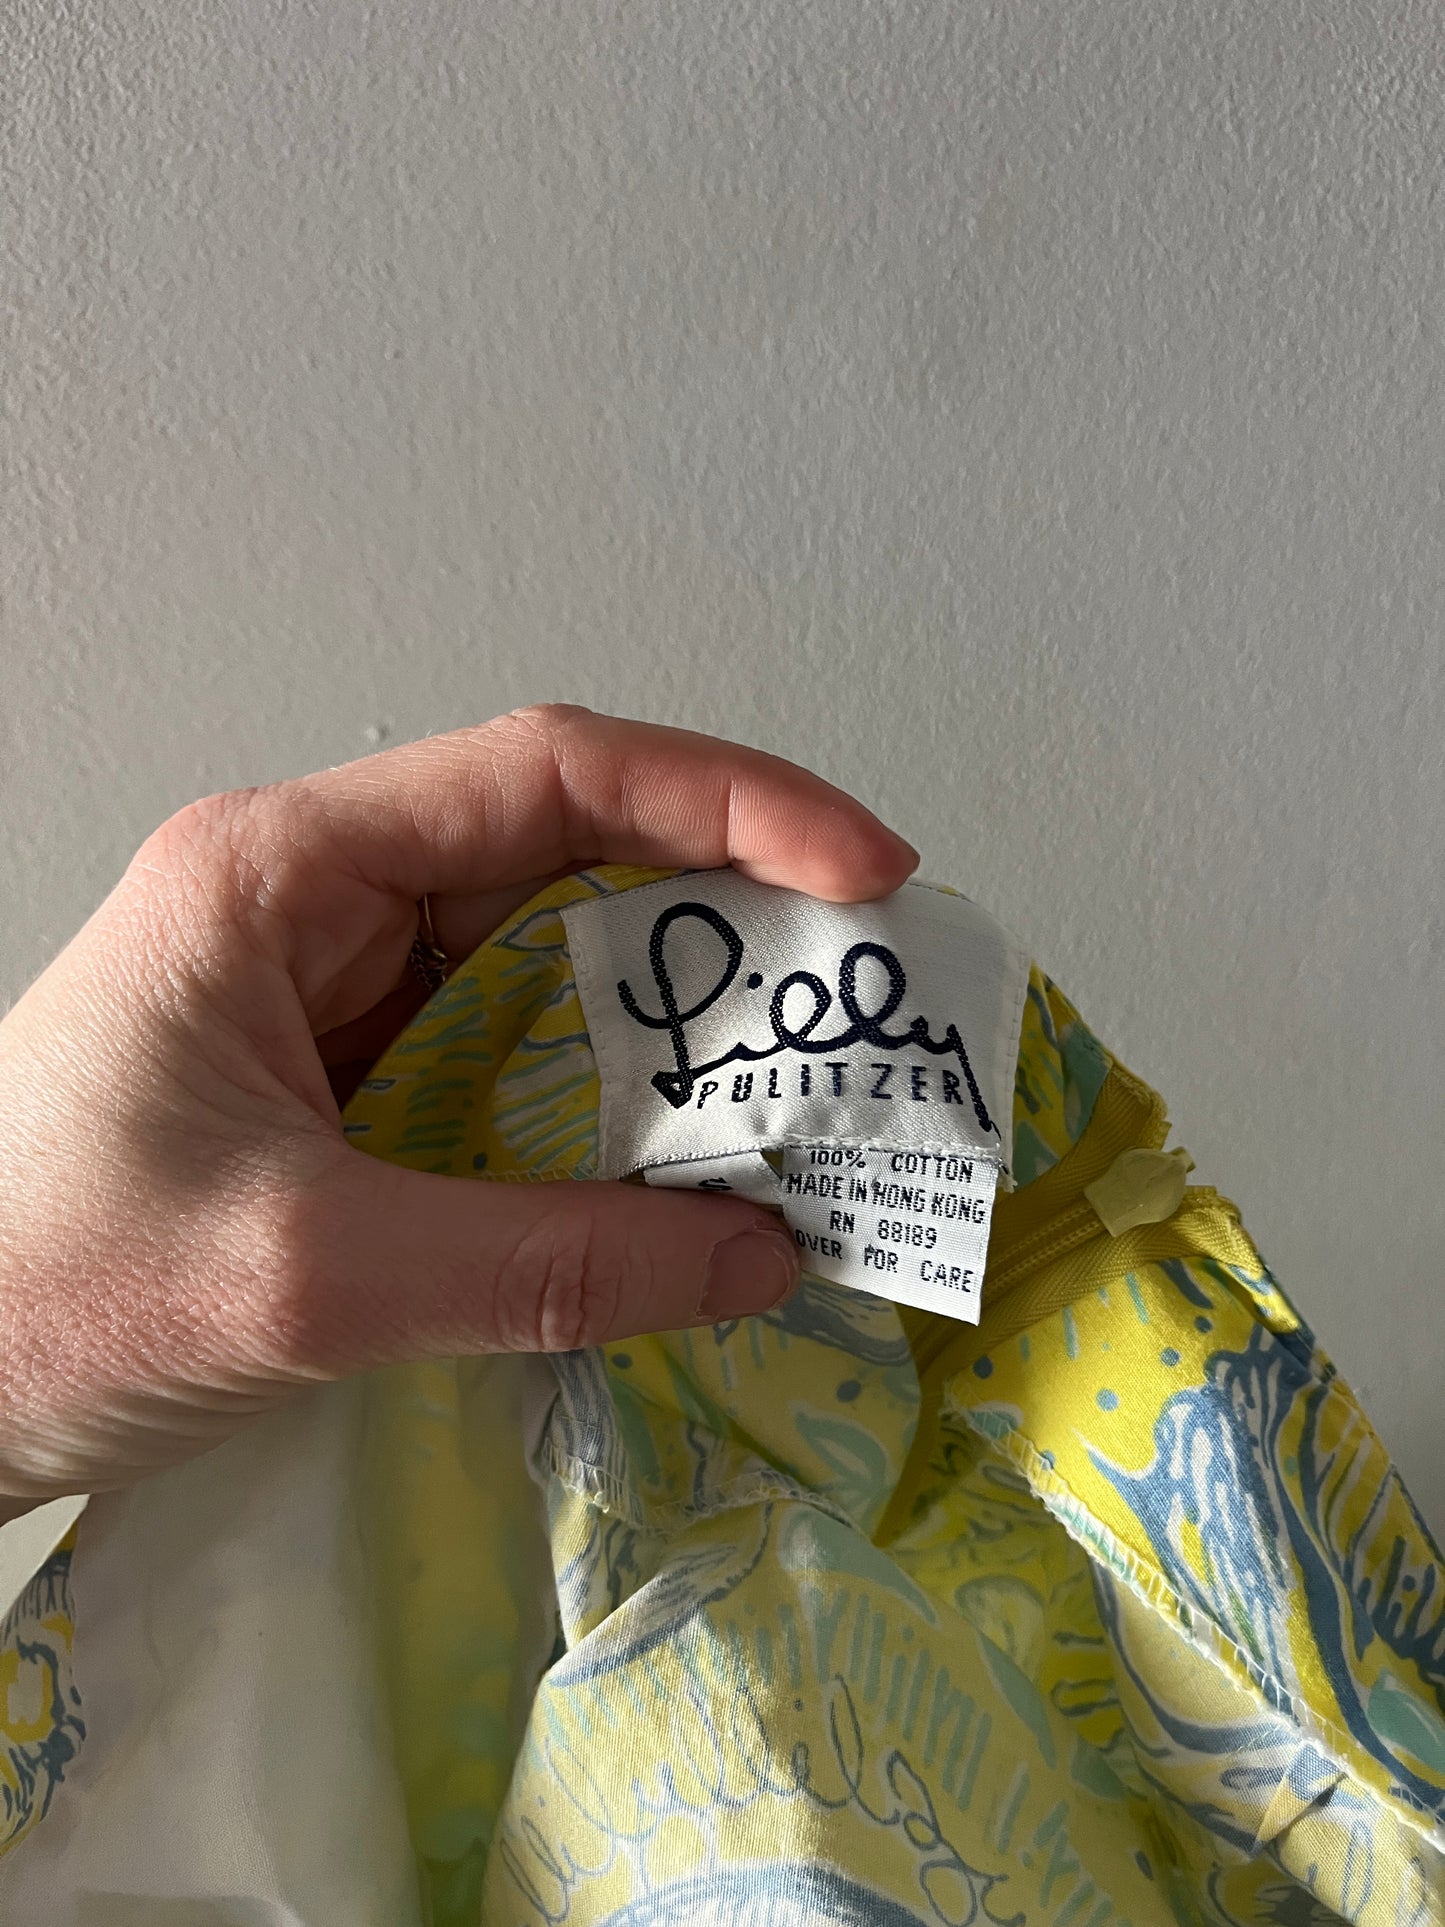 Lilly
PULITZER
100% COTTON
MADE IN HONG KONG
RN 88189
OVER FOR CARE